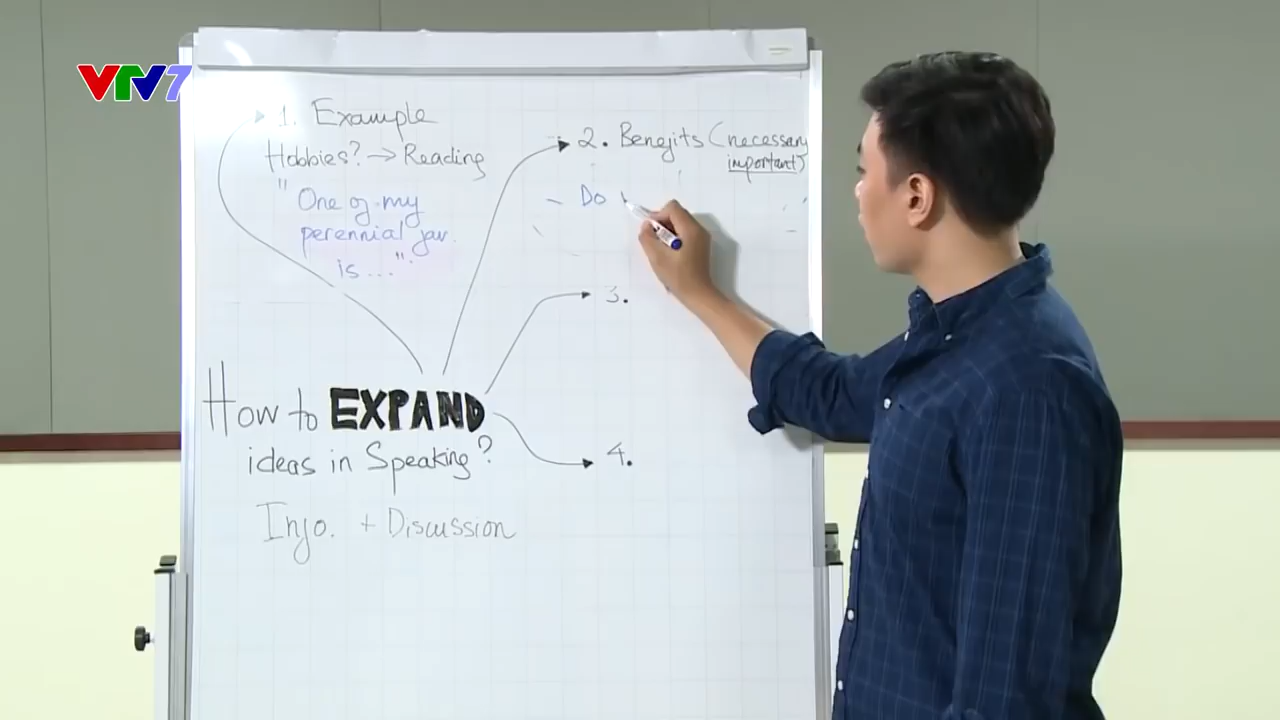 VTV7
1. Example
Hobbies? → Reading
"One of my
perennial fav.
is ..."
2. Benefits (necessary
important)
Do
3.
How to EXPAND
ideas in Speaking?
4.
Info. + Discussion